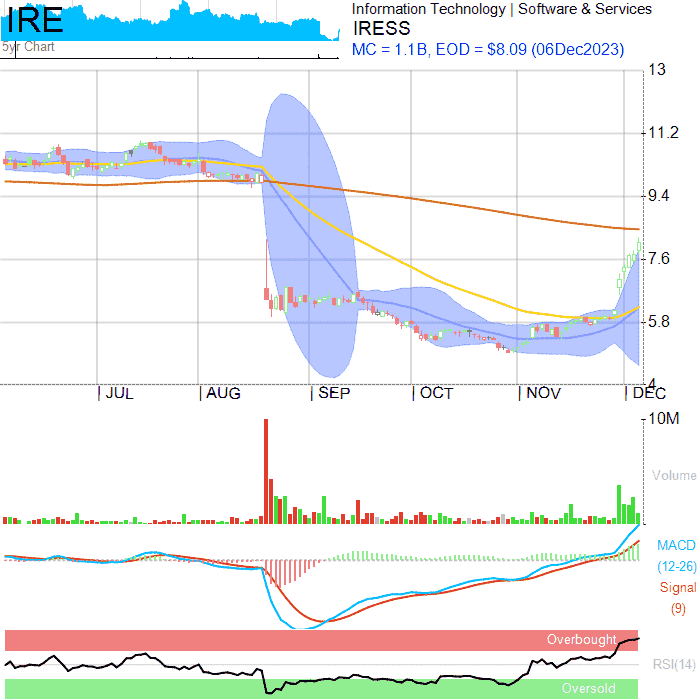 IRE
5yr Chart
Information Technology | Software & Services
IRESS
MC = 1.1B, EOD = $8.09 (06Dec2023)
13
11.2
9.4
7.6
5.8
4
JUL
AUG
SEP
OCT
NOV
DEC
10M
Volume
MACD
(12-26)
Signal
(9)
Overbought
RSI(14)
Oversold